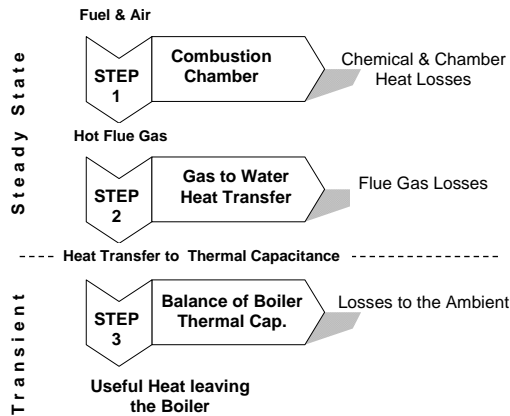 Fuel & Air
STEP
1
Combustion
Chamber
Chemical & Chamber
Heat Losses
Steady State
Hot Flue Gas
STEP
2
Gas to Water
Heat Transfer
Flue Gas Losses
Heat Transfer to Thermal Capacitance
STEP
3
Balance of Boiler
Thermal Cap.
Losses to the Ambient
Transient
Useful Heat leaving
the Boiler